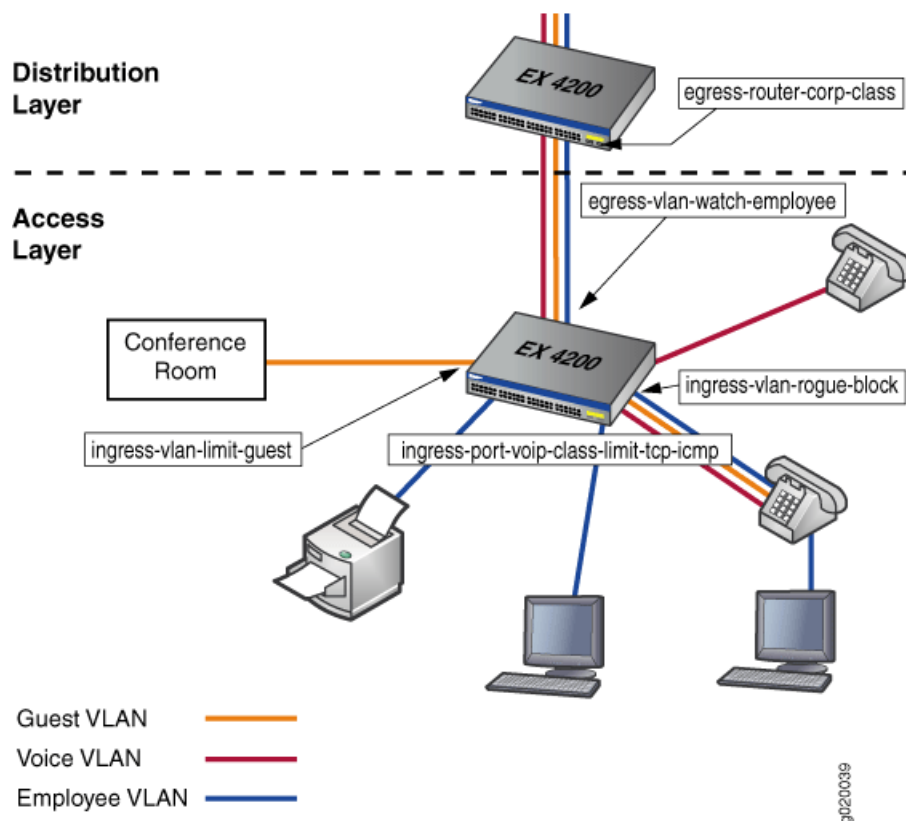 Distribution
Layer
EX 4200
egress-router-corp-class
egress-vlan-watch-employee
Access
Layer
Conference
Room
EX 4200
ingress-vlan-rogue-block
ingress-vlan-limit-guest
ingress-port-voip-class-limit-tcp-icmp
Guest VLAN
Voice VLAN
Employee VLAN
g020039